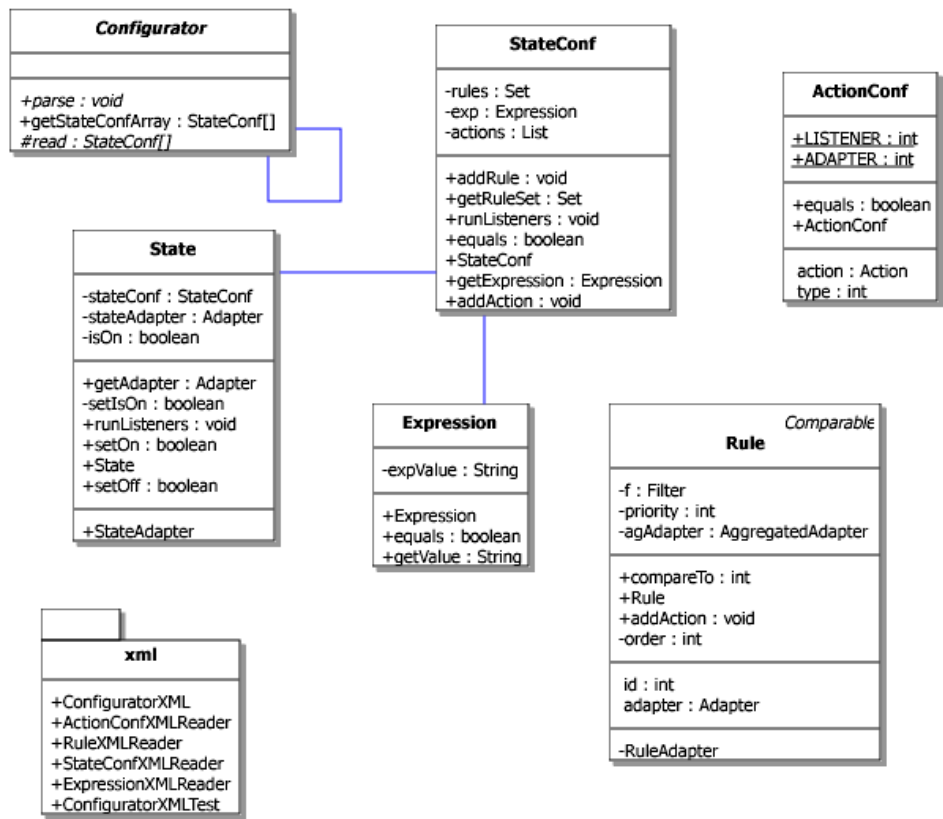 Configurator
+parse : void
+getStateConfArray : StateConf[]
#read : StateConf[]
StateConf
-rules : Set
-exp : Expression
-actions : List
+addRule : void
+getRuleSet : Set
+runListeners : void
+equals : boolean
+StateConf
+getExpression : Expression
+addAction : void
ActionConf
+LISTENER : int
+ADAPTER : int
+equals : boolean
+ActionConf
action : Action
type : int
State
-stateConf : StateConf
-stateAdapter : Adapter
-isOn : boolean
+getAdapter : Adapter
-setIsOn : boolean
+runListeners : void
+setOn : boolean
+State
+setOff : boolean
+StateAdapter
Expression
-expValue : String
+Expression
+equals : boolean
+getValue : String
Comparable
Rule
-f : Filter
-priority : int
-agAdapter : AggregatedAdapter
+compareTo : int
+Rule
+addAction : void
-order : int
id : int
adapter : Adapter
-RuleAdapter
xml
+ConfiguratorXML
+ActionConfXMLReader
+RuleXMLReader
+StateConfXMLReader
+ExpressionXMLReader
+ConfiguratorXMLTest